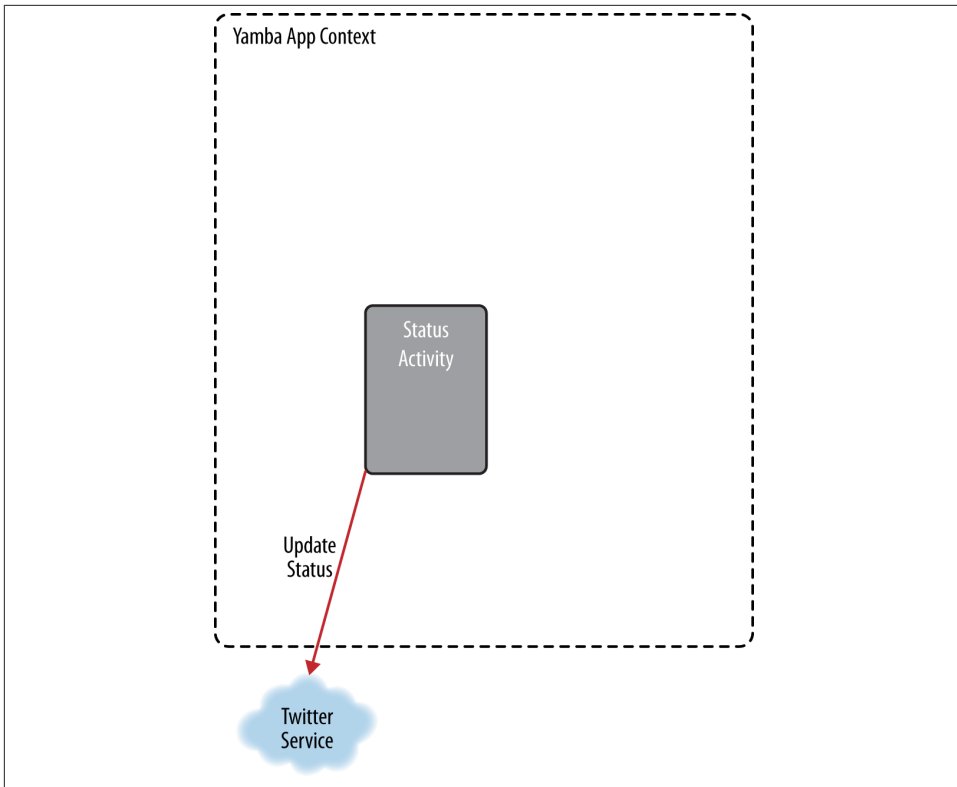 Yamba App Context
Status
Activity
Update
Status
Twitter
Service